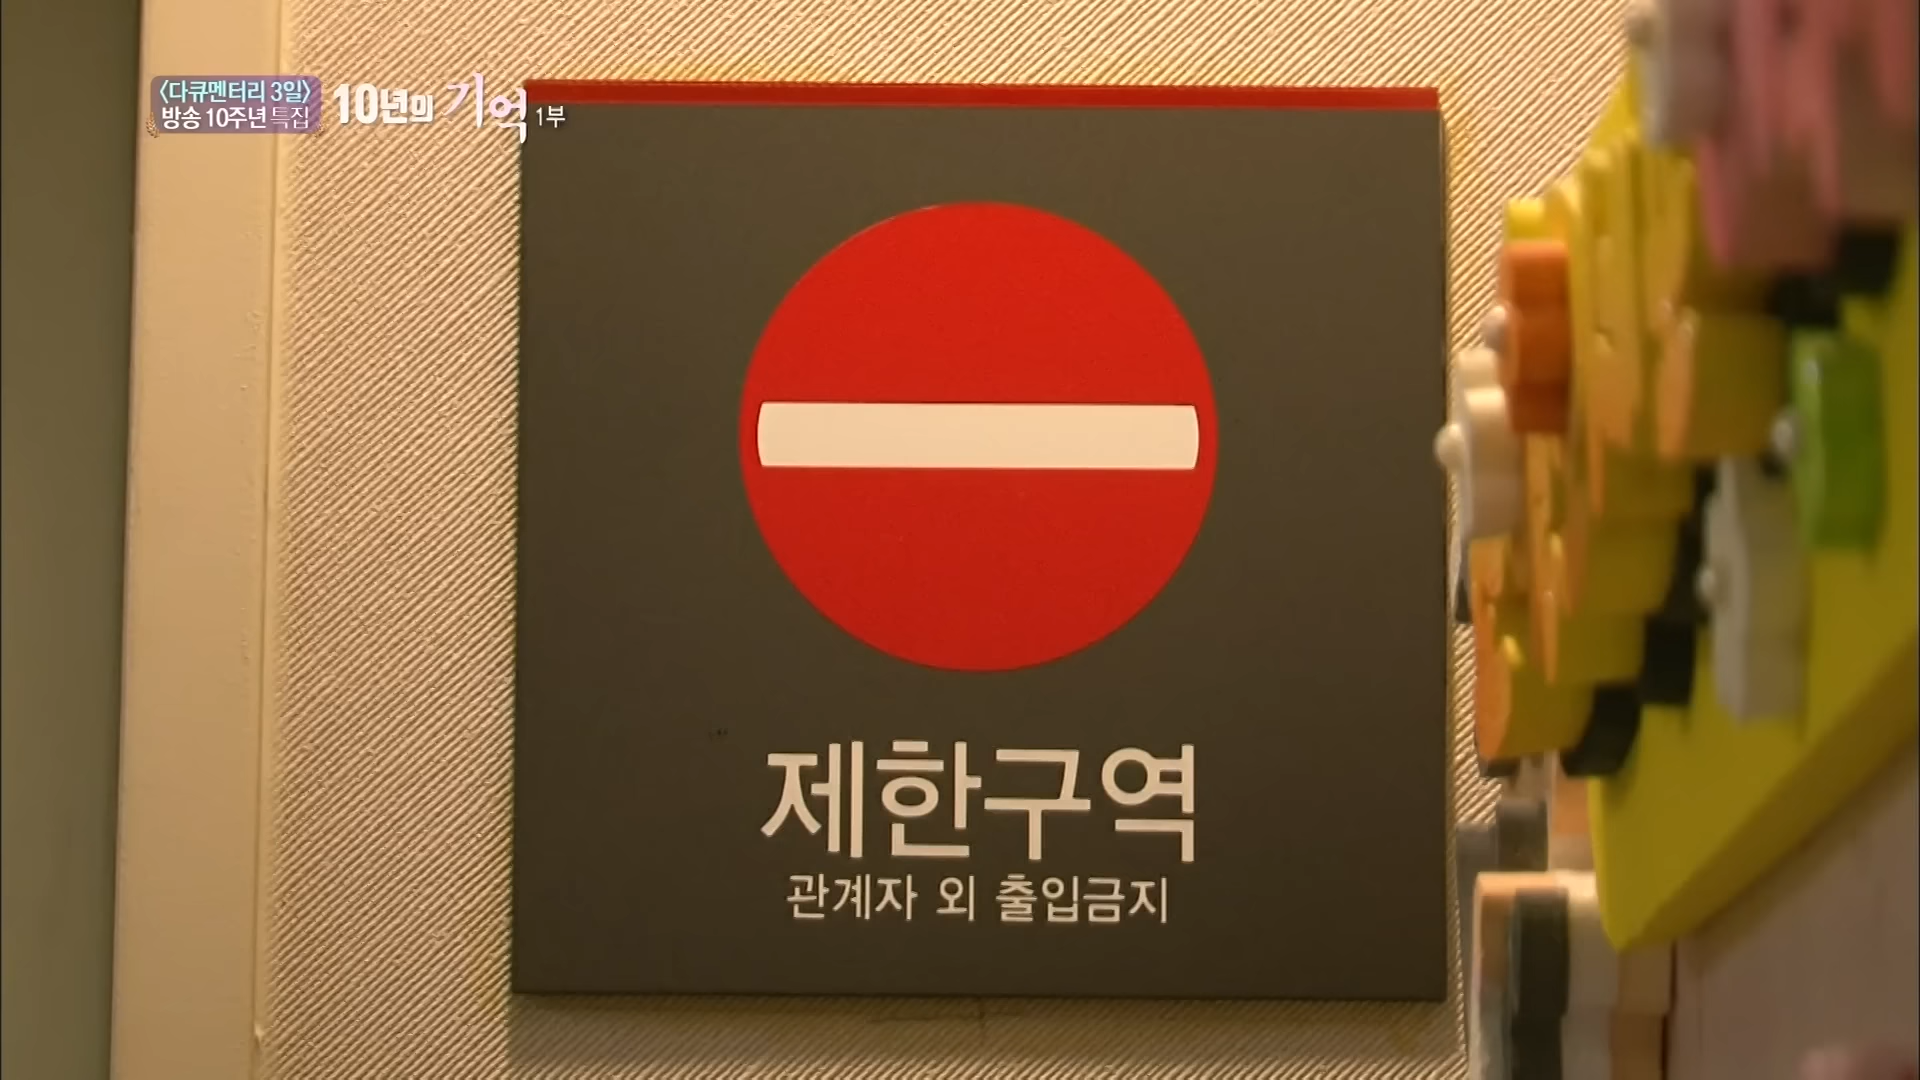 <다큐멘터리 3일>
방송 10주년 특집
10년의 기억 1부
제한구역
관계자 외 출입금지